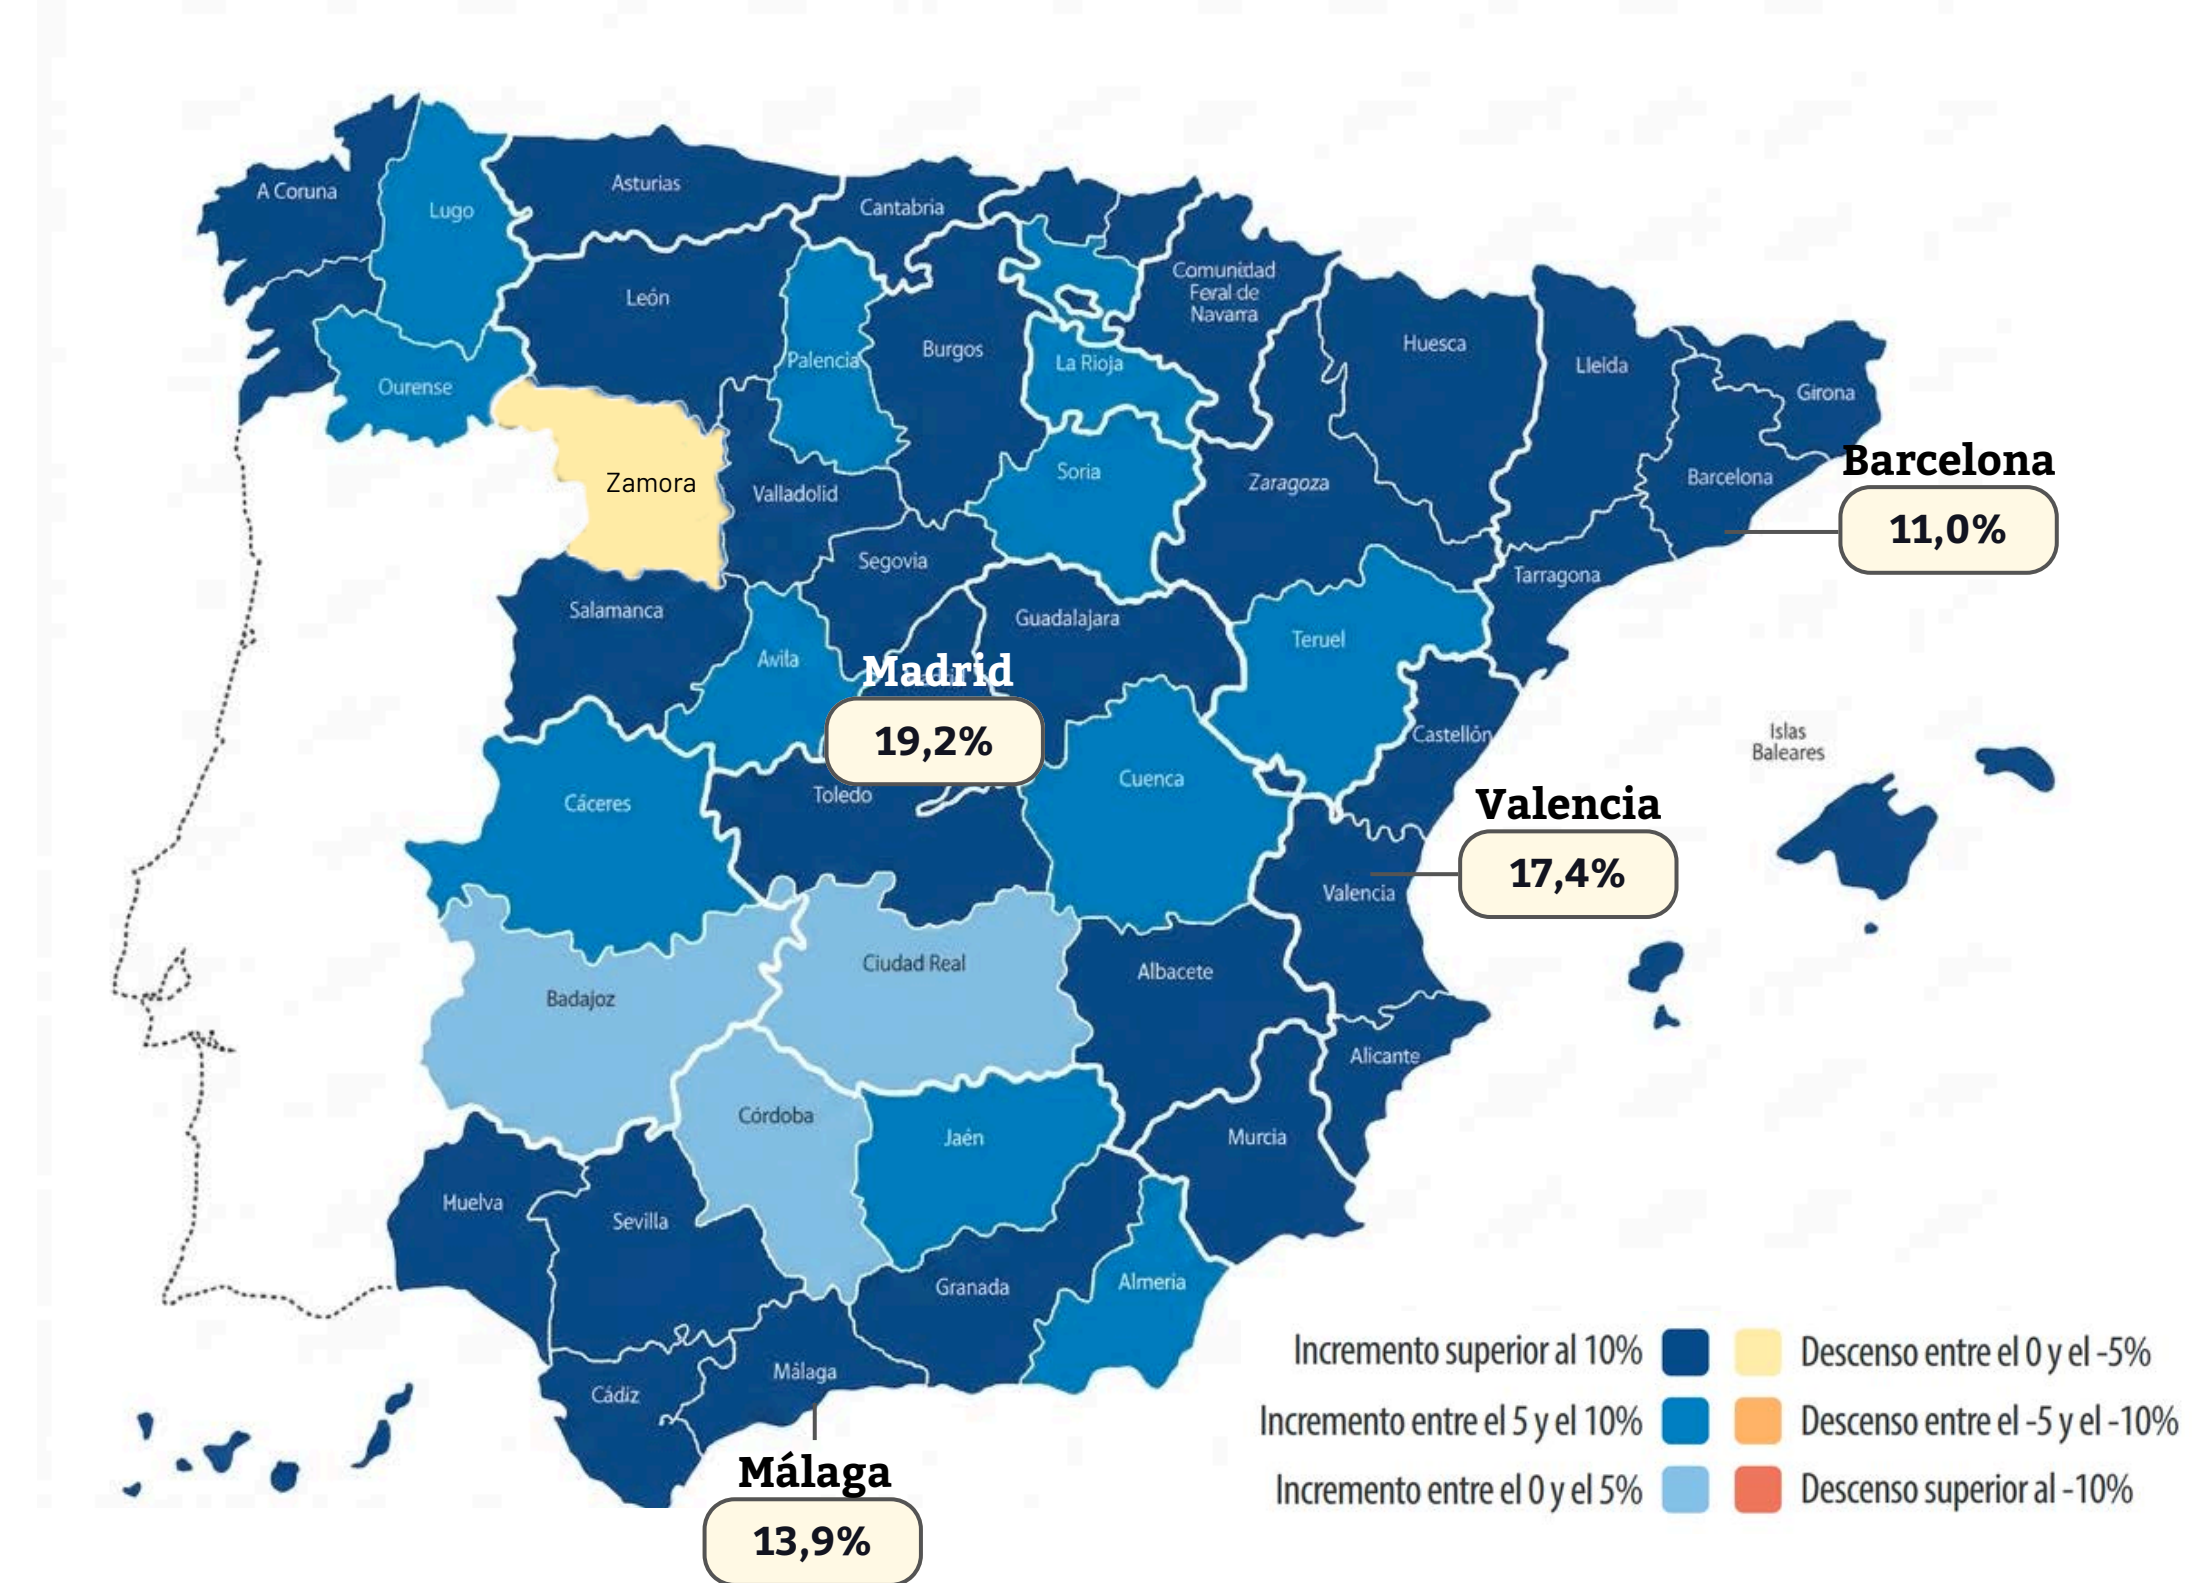 A Coruna
Lugo
Asturias
Cantabria
Comunidad
Feral de
Navarra
León
Palencia
Burgos
La Rioja
Huesca
Lleida
Girona
Ourense
Zamora
Valladolid
Soria
Zaragoza
Barcelona
Barcelona
11,0%
Segovia
Tarragona
Salamanca
Guadalajara
Teruel
Avila
Madrid
19,2%
Castellón
Islas
Baleares
Toledo
Cáceres
Cuenca
Valencia
17,4%
Valencia
Badajoz
Ciudad Real
Albacete
Alicante
Córdoba
Jaén
Murcia
Huelva
Sevilla
Granada
Almeria
Málaga
Cádiz
Málaga
13,9%
Incremento superior al 10%
Descenso entre el 0 y el -5%
Incremento entre el 5 y el 10%
Descenso entre el -5 y el -10%
Incremento entre el 0 y el 5%
Descenso superior al -10%